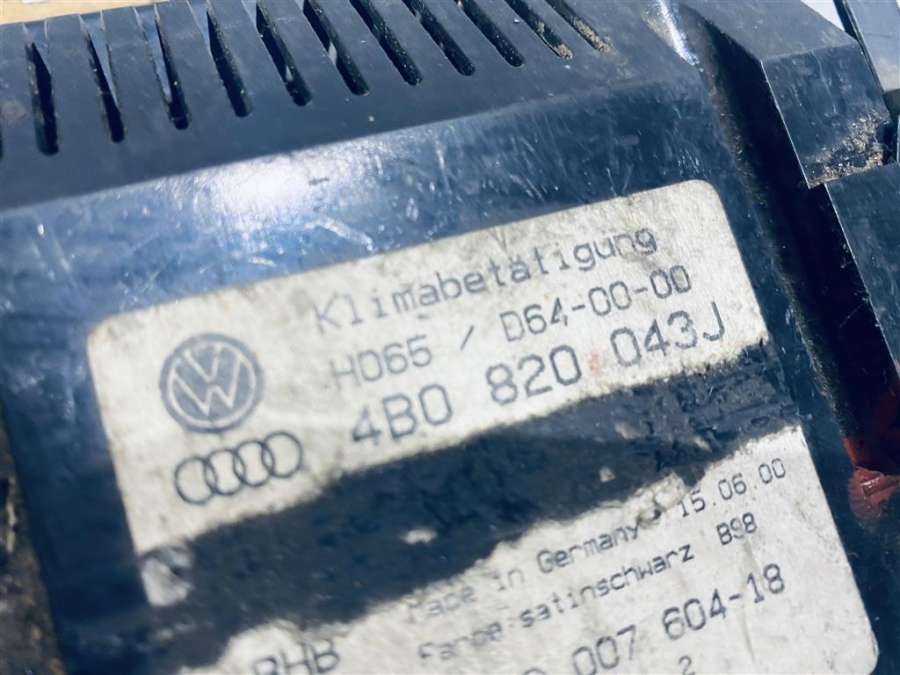 Klimabetätigung
H065 / D64-00-00
4B0 820 043J
Made in Germany 15.06.00
Farbe:satinschwarz B98
BHB 007 604-18
2